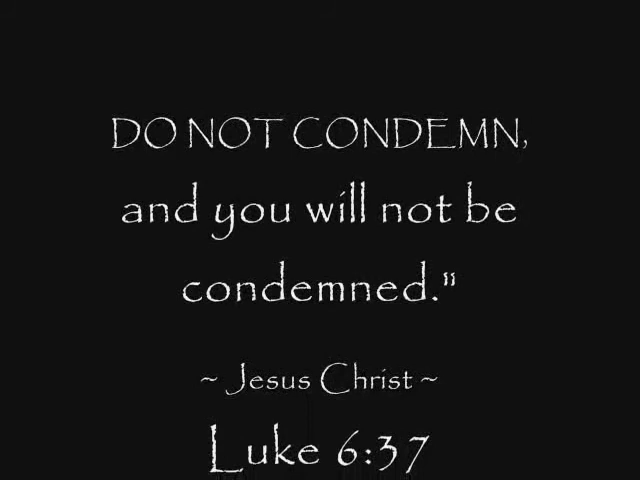 DO NOT CONDEMN,
and you will not be
condemned."
~ Jesus Christ ~
Luke 6:37